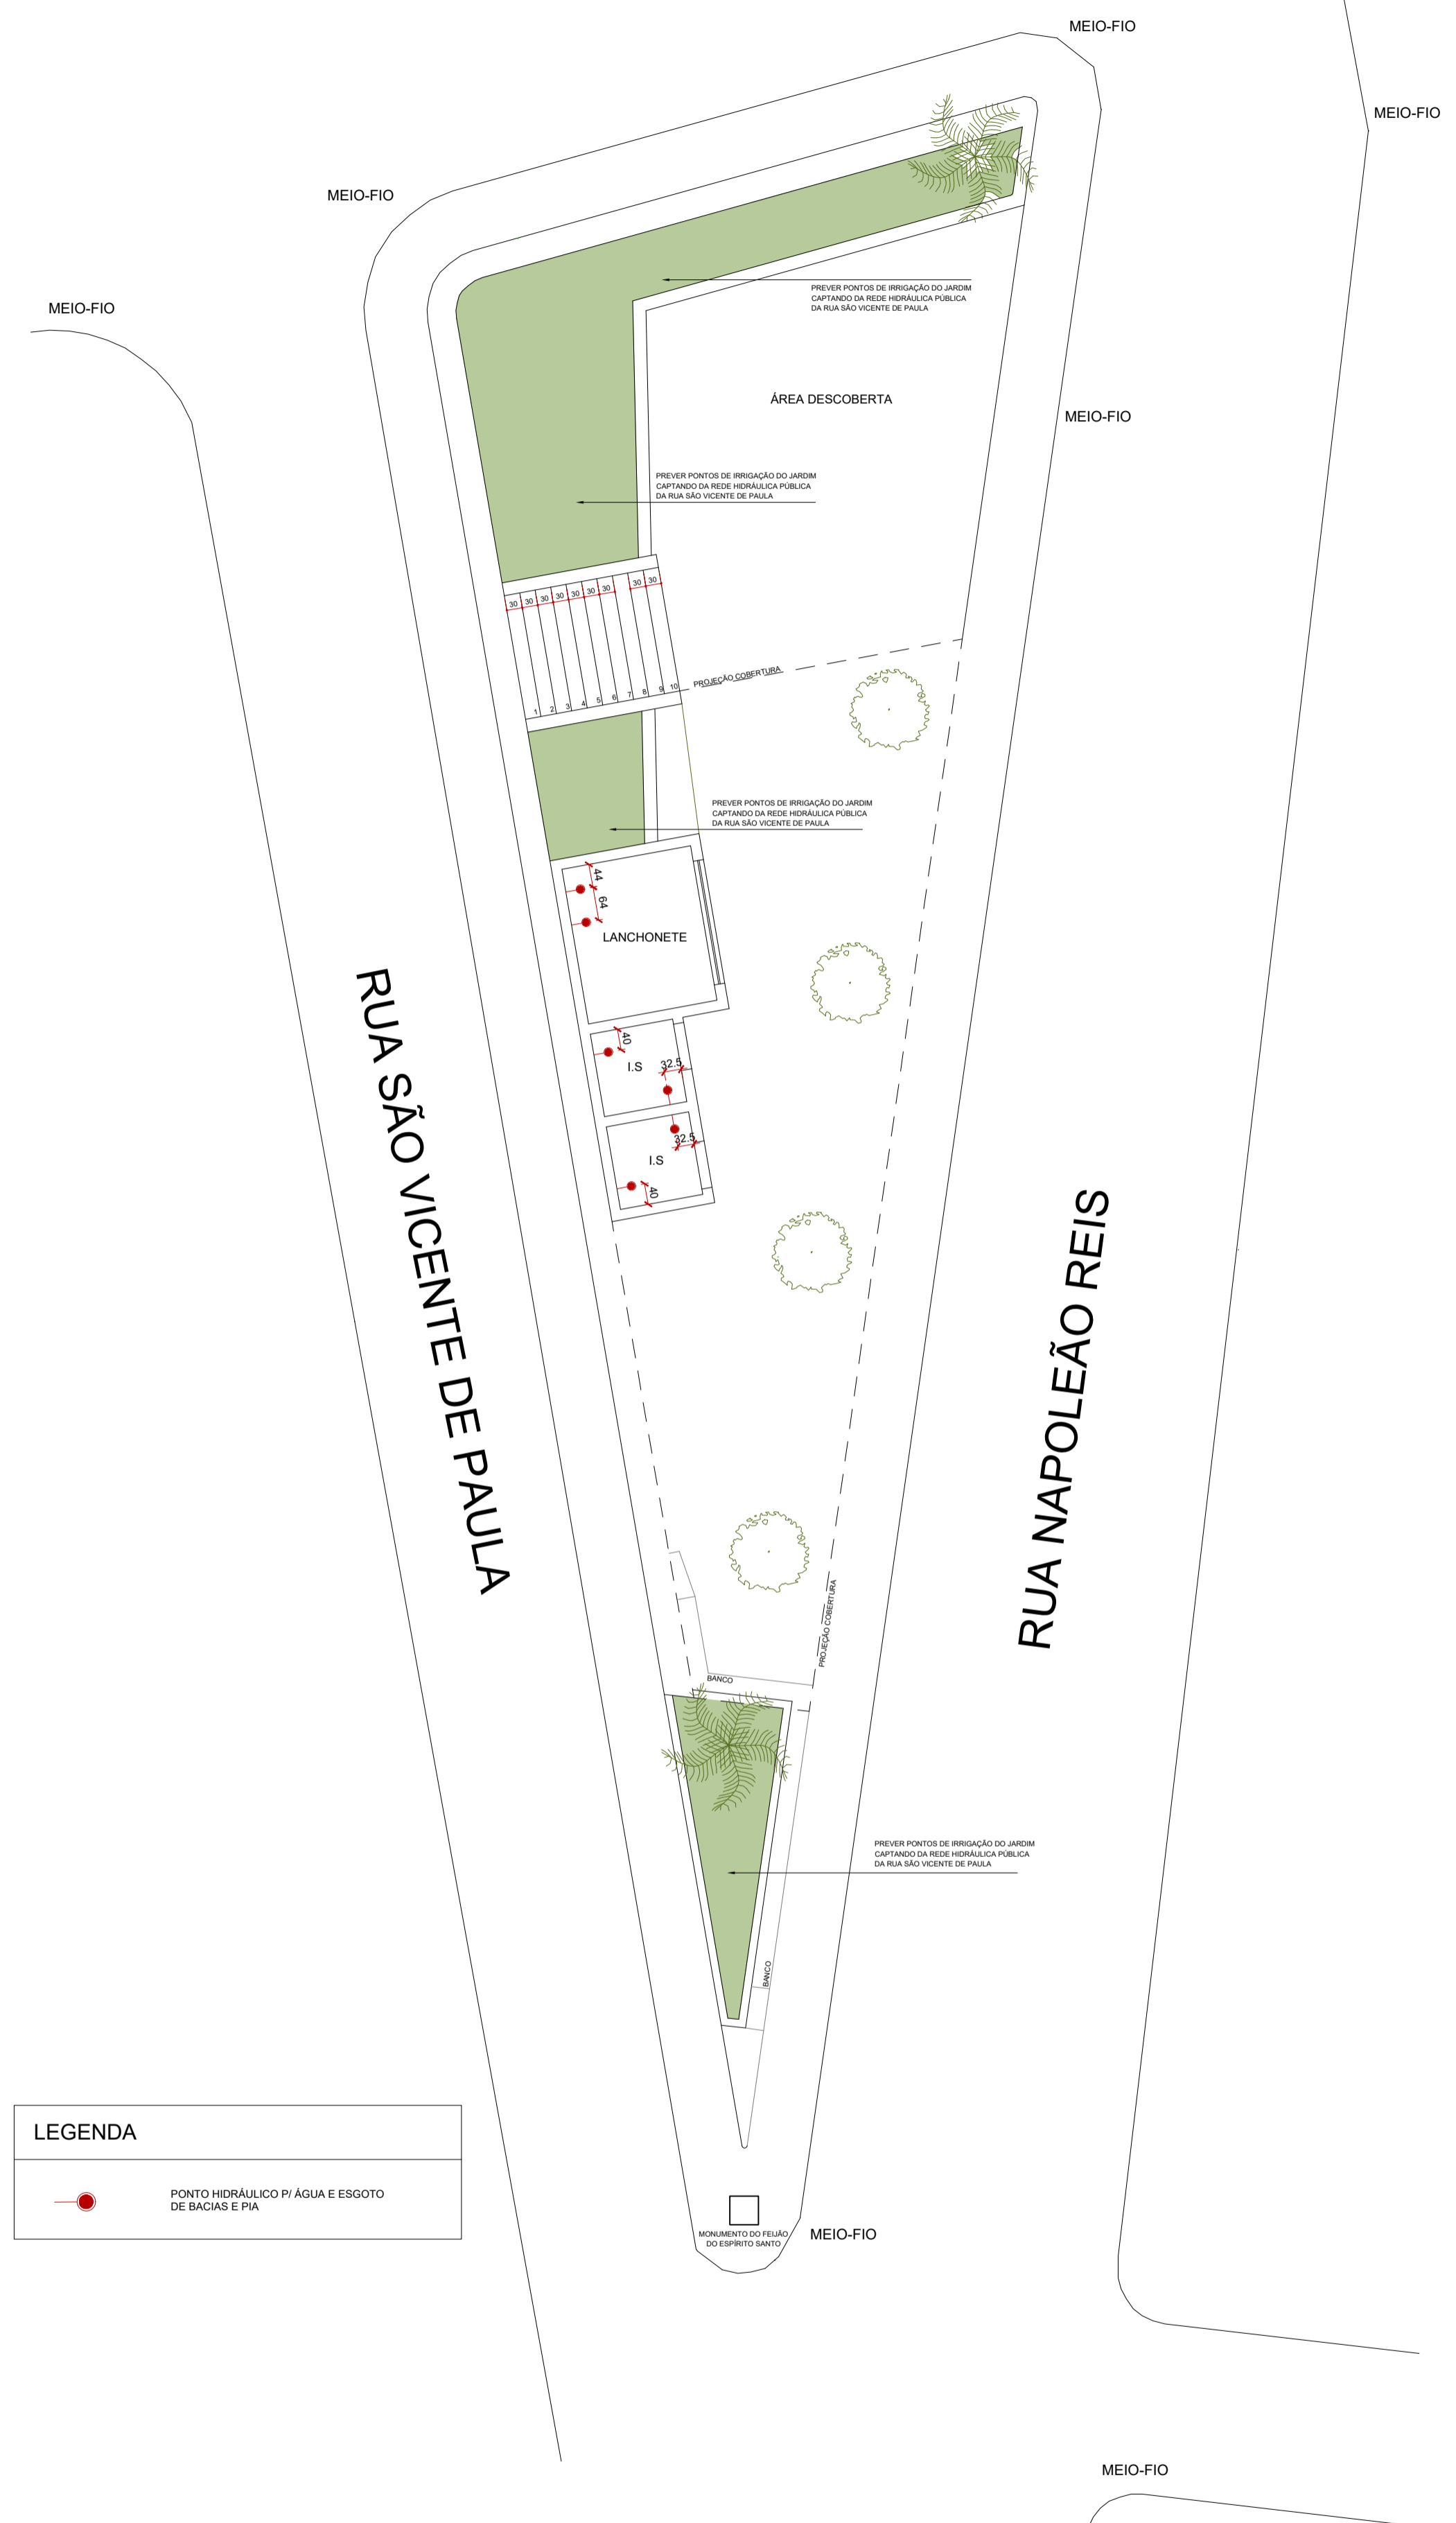 MEIO-FIO
MEIO-FIO
MEIO-FIO
MEIO-FIO
PREVER PONTOS DE IRRIGAÇÃO DO JARDIM
CAPTANDO DA REDE HIDRÁULICA PÚBLICA
DA RUA SÃO VICENTE DE PAULA
ÁREA DESCOBERTA
MEIO-FIO
PREVER PONTOS DE IRRIGAÇÃO DO JARDIM
CAPTANDO DA REDE HIDRÁULICA PÚBLICA
DA RUA SÃO VICENTE DE PAULA
30 30 30 30 30 30 30 30 30
1 2 3 4 5 6 7 8 9 10
PROJEÇÃO COBERTURA
PREVER PONTOS DE IRRIGAÇÃO DO JARDIM
CAPTANDO DA REDE HIDRÁULICA PÚBLICA
DA RUA SÃO VICENTE DE PAULA
44
64
LANCHONETE
40
I.S
32.5
32.5
I.S
40
RUA SÃO VICENTE DE PAULA
RUA NAPOLEÃO REIS
PROJEÇÃO COBERTURA
BANCO
PREVER PONTOS DE IRRIGAÇÃO DO JARDIM
CAPTANDO DA REDE HIDRÁULICA PÚBLICA
DA RUA SÃO VICENTE DE PAULA
BANCO
LEGENDA
PONTO HIDRÁULICO P/ ÁGUA E ESGOTO
DE BACIAS E PIA
MONUMENTO DO FEIJÃO
DO ESPÍRITO SANTO
MEIO-FIO
MEIO-FIO